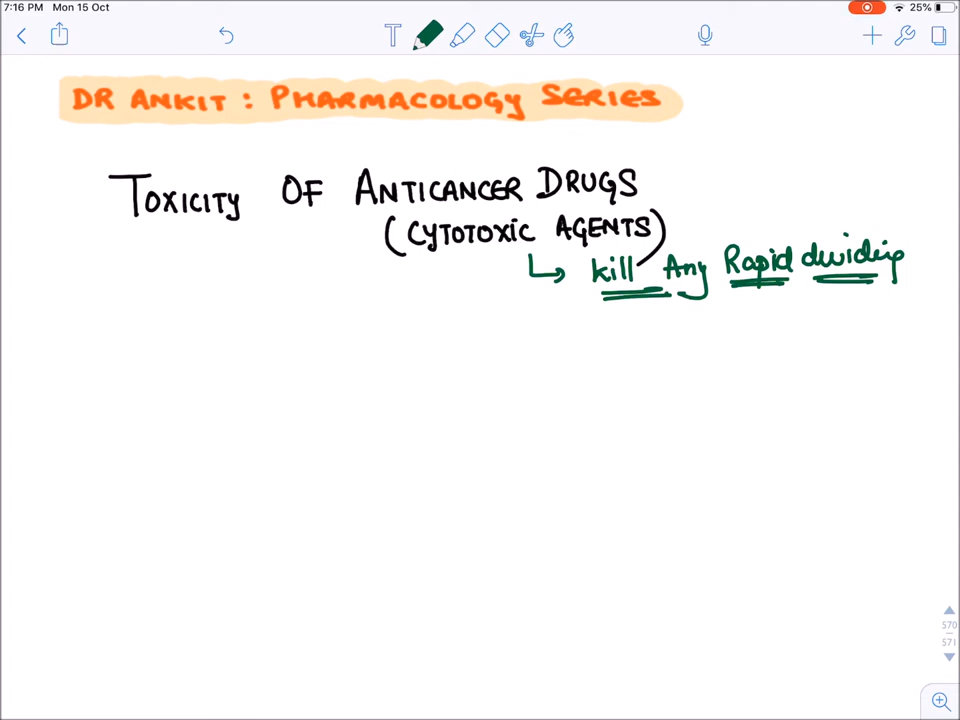 7:16 PM Mon 15 Oct
25%
T
DR ANKIT : PHARMACOLOGY SERIES
TOXICITY OF ANTICANCER DRUGS
(CYTOTOXIC AGENTS)
↳ kill Any Rapid dividing
570
571